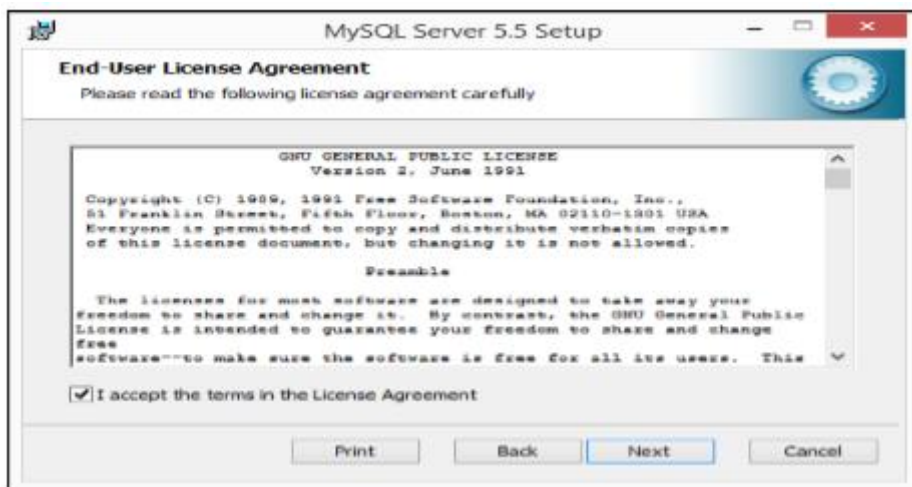 MySQL Server 5.5 Setup
End-User License Agreement
Please read the following license agreement carefully
GNU GENERAL PUBLIC LICENSE
Version 2, June 1991
Copyright (C) 1989, 1991 Free Software Foundation, Inc.,
51 Franklin Street, Fifth Floor, Boston, MA 02110-1301 USA
Everyone is permitted to copy and distribute verbatim copies
of this license document, but changing it is not allowed.
Preamble
The licenses for most software are designed to take away your
freedom to share and change it. By contrast, the GNU General Public
License is intended to guarantee your freedom to share and change
free
software--to make sure the software is free for all its users. This
I accept the terms in the License Agreement
Print Back Next Cancel